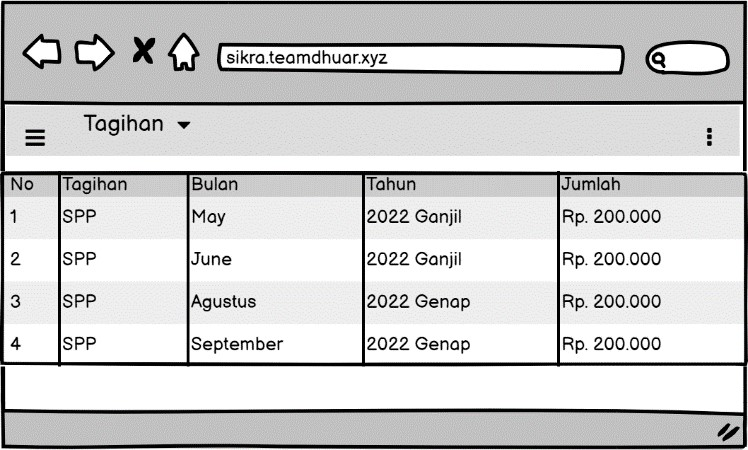 sikra.teamdhuar.xyz
Tagihan
No Tagihan Bulan Tahun Jumlah
1 SPP May 2022 Ganjil Rp. 200.000
2 SPP June 2022 Ganjil Rp. 200.000
3 SPP Agustus 2022 Genap Rp. 200.000
4 SPP September 2022 Genap Rp. 200.000